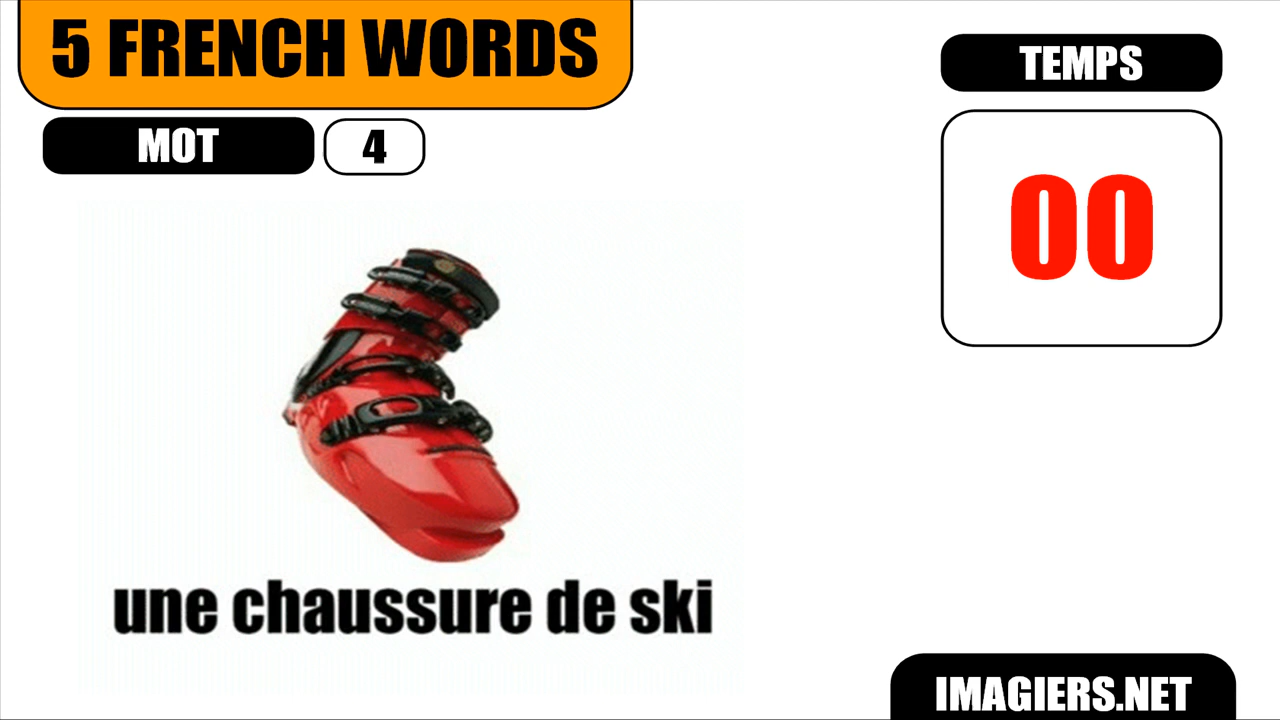 5 FRENCH WORDS
MOT
4
TEMPS
00
une chaussure de ski
IMAGIERS.NET